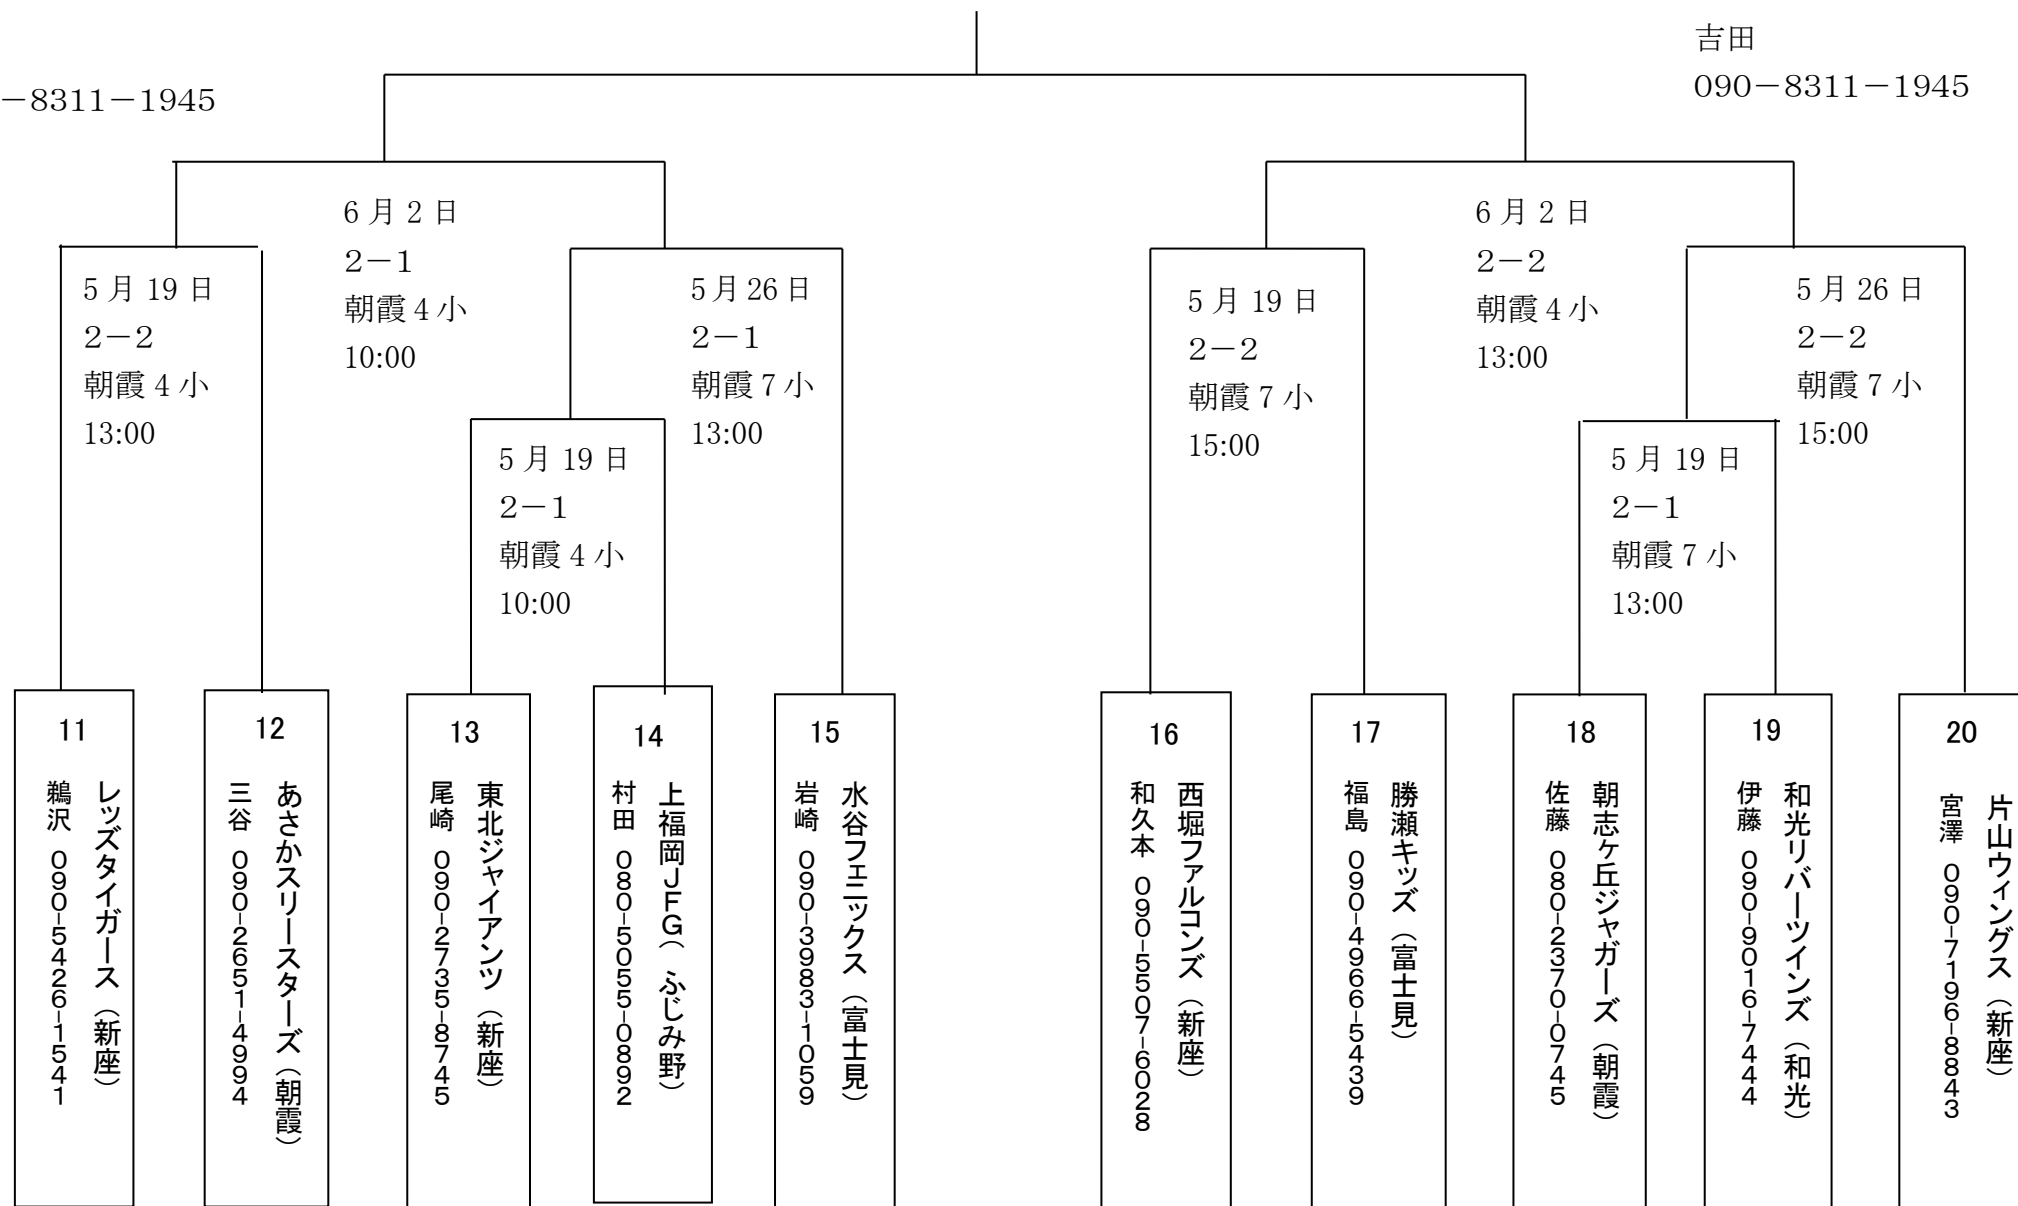 吉田
090－8311－1945
－8311－1945
6 月 2 日
2－1
朝霞 4 小
10:00
6 月 2 日
2－2
朝霞 4 小
13:00
5 月 19 日
2－2
朝霞 4 小
13:00
5 月 26 日
2－1
朝霞 7 小
13:00
5 月 19 日
2－2
朝霞 7 小
15:00
5 月 26 日
2－2
朝霞 7 小
15:00
5 月 19 日
2－1
朝霞 4 小
10:00
5 月 19 日
2－1
朝霞 7 小
13:00
11
レッズタイガース（新座）
鵜沢 090-5426-1541
12
あさかスリースターズ（朝霞）
三谷 090-2651-4994
13
東北ジャイアンツ（新座）
尾崎 090-2735-8745
14
上福岡JFG（ ふじみ野）
村田 080-5055-0892
15
水谷フェニックス（富士見）
岩崎 090-3983-1059
16
西堀ファルコンズ（新座）
和久本 090-5507-6028
17
勝瀬キッズ（富士見）
福島 090-4966-5439
18
朝志ヶ丘ジャガーズ（朝霞）
佐藤 080-2370-0745
19
和光リバーツインズ（和光）
伊藤 090-9016-7444
20
片山ウィングス（新座）
宮澤 090-7196-8843